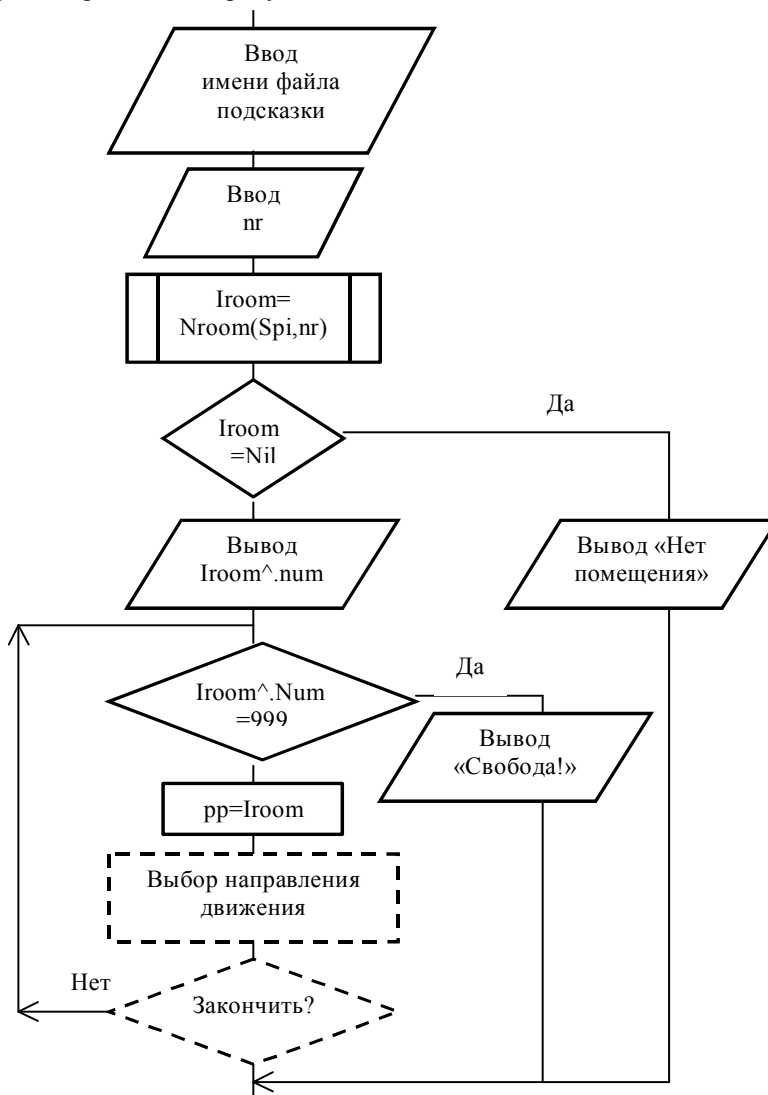 Ввод
имени файла
подсказки
Ввод
nr
Iroom=
Nroom(Spi,nr)
Iroom
=Nil
Да
Вывод
Iroom^.num
Вывод «Нет
помещения»
Iroom^.Num
=999
Да
Вывод
«Свобода!»
pp=Iroom
Выбор направления
движения
Нет
Закончить?